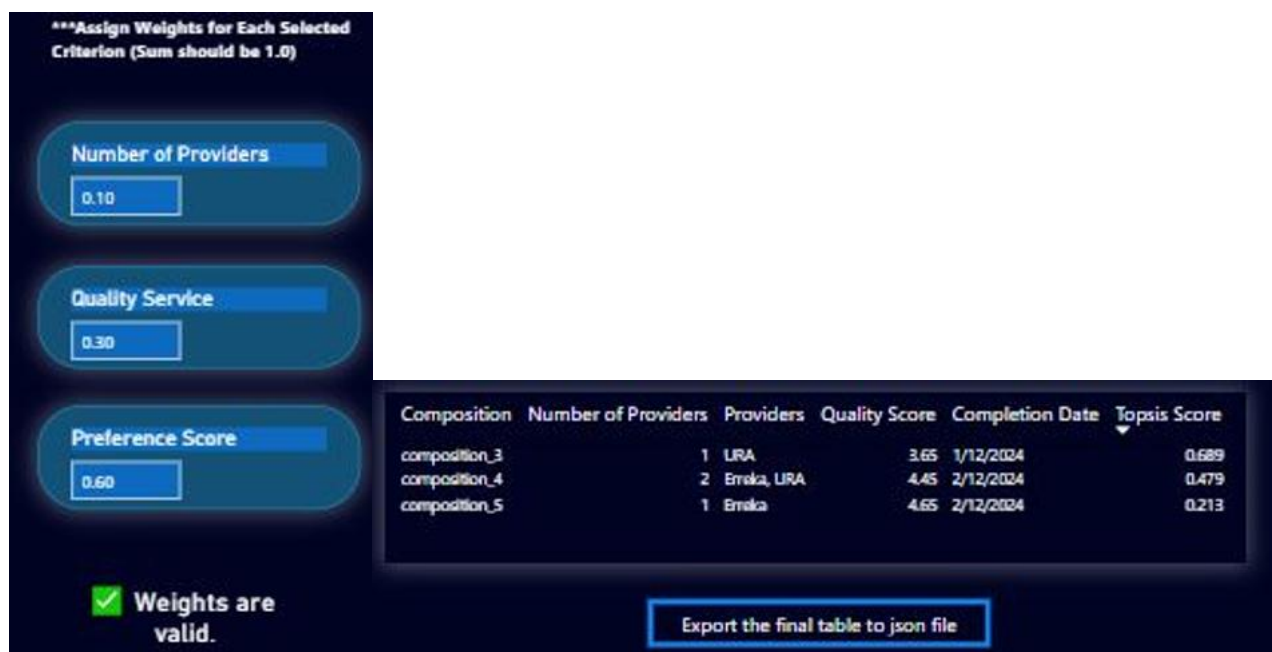 ***Assign Weights for Each Selected
Criterion (Sum should be 1.0)
Number of Providers
0.10
Quality Service
0.30
Preference Score
0.60
✅ Weights are
valid.
Composition Number of Providers Providers Quality Score Completion Date Topsis Score
composition_3 1 URA 3.65 1/12/2024 0.689
composition_4 2 Erreka, URA 4.45 2/12/2024 0.479
composition_5 1 Erreka 4.65 2/12/2024 0.213
Export the final table to json file